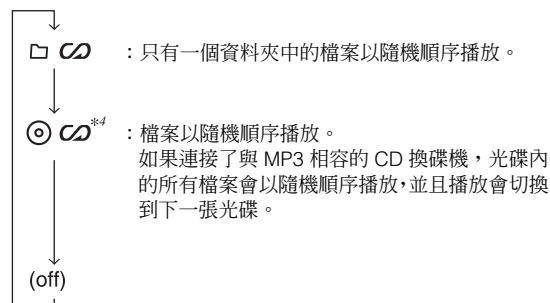 ：只有一個資料夾中的檔案以隨機順序播放。
*4 ：檔案以隨機順序播放。
如果連接了與 MP3 相容的 CD 換碟機，光碟內
的所有檔案會以隨機順序播放，並且播放會切換
到下一張光碟。
(off)